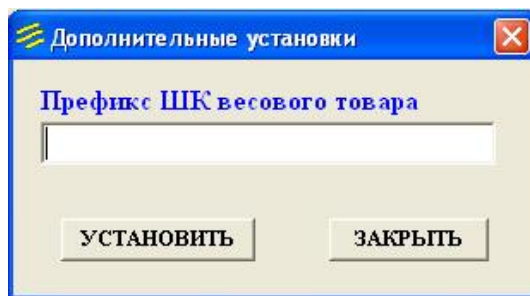 Дополнительные установки
Префикс ШК весового товара
УСТАНОВИТЬ ЗАКРЫТЬ